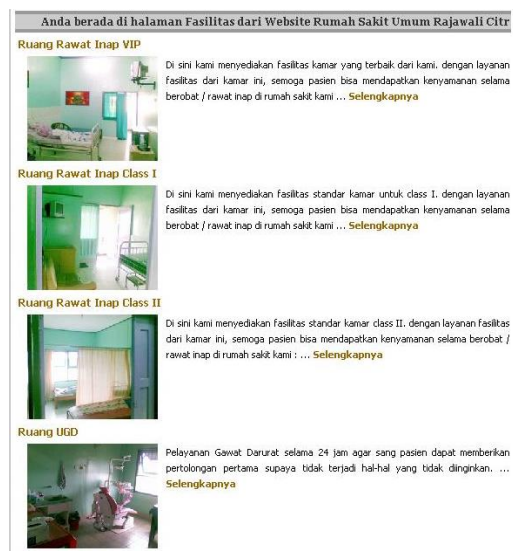 Anda berada di halaman Fasilitas dari Website Rumah Sakit Umum Rajawali Citr
Ruang Rawat Inap VIP
Di sini kami menyediakan fasilitas kamar yang terbaik dari kami. dengan layanan
fasilitas dari kamar ini, semoga pasien bisa mendapatkan kenyamanan selama
berobat / rawat inap di rumah sakit kami ... Selengkapnya
Ruang Rawat Inap Class I
Di sini kami menyediakan fasilitas standar kamar untuk class I. dengan layanan
fasilitas dari kamar ini, semoga pasien bisa mendapatkan kenyamanan selama
berobat / rawat inap di rumah sakit kami ... Selengkapnya
Ruang Rawat Inap Class II
Di sini kami menyediakan fasilitas standar kamar class II. dengan layanan fasilitas
dari kamar ini, semoga pasien bisa mendapatkan kenyamanan selama berobat /
rawat inap di rumah sakit kami : ... Selengkapnya
Ruang UGD
Pelayanan Gawat Darurat selama 24 jam agar sang pasien dapat memberikan
pertolongan pertama supaya tidak terjadi hal-hal yang tidak diinginkan. ...
Selengkapnya